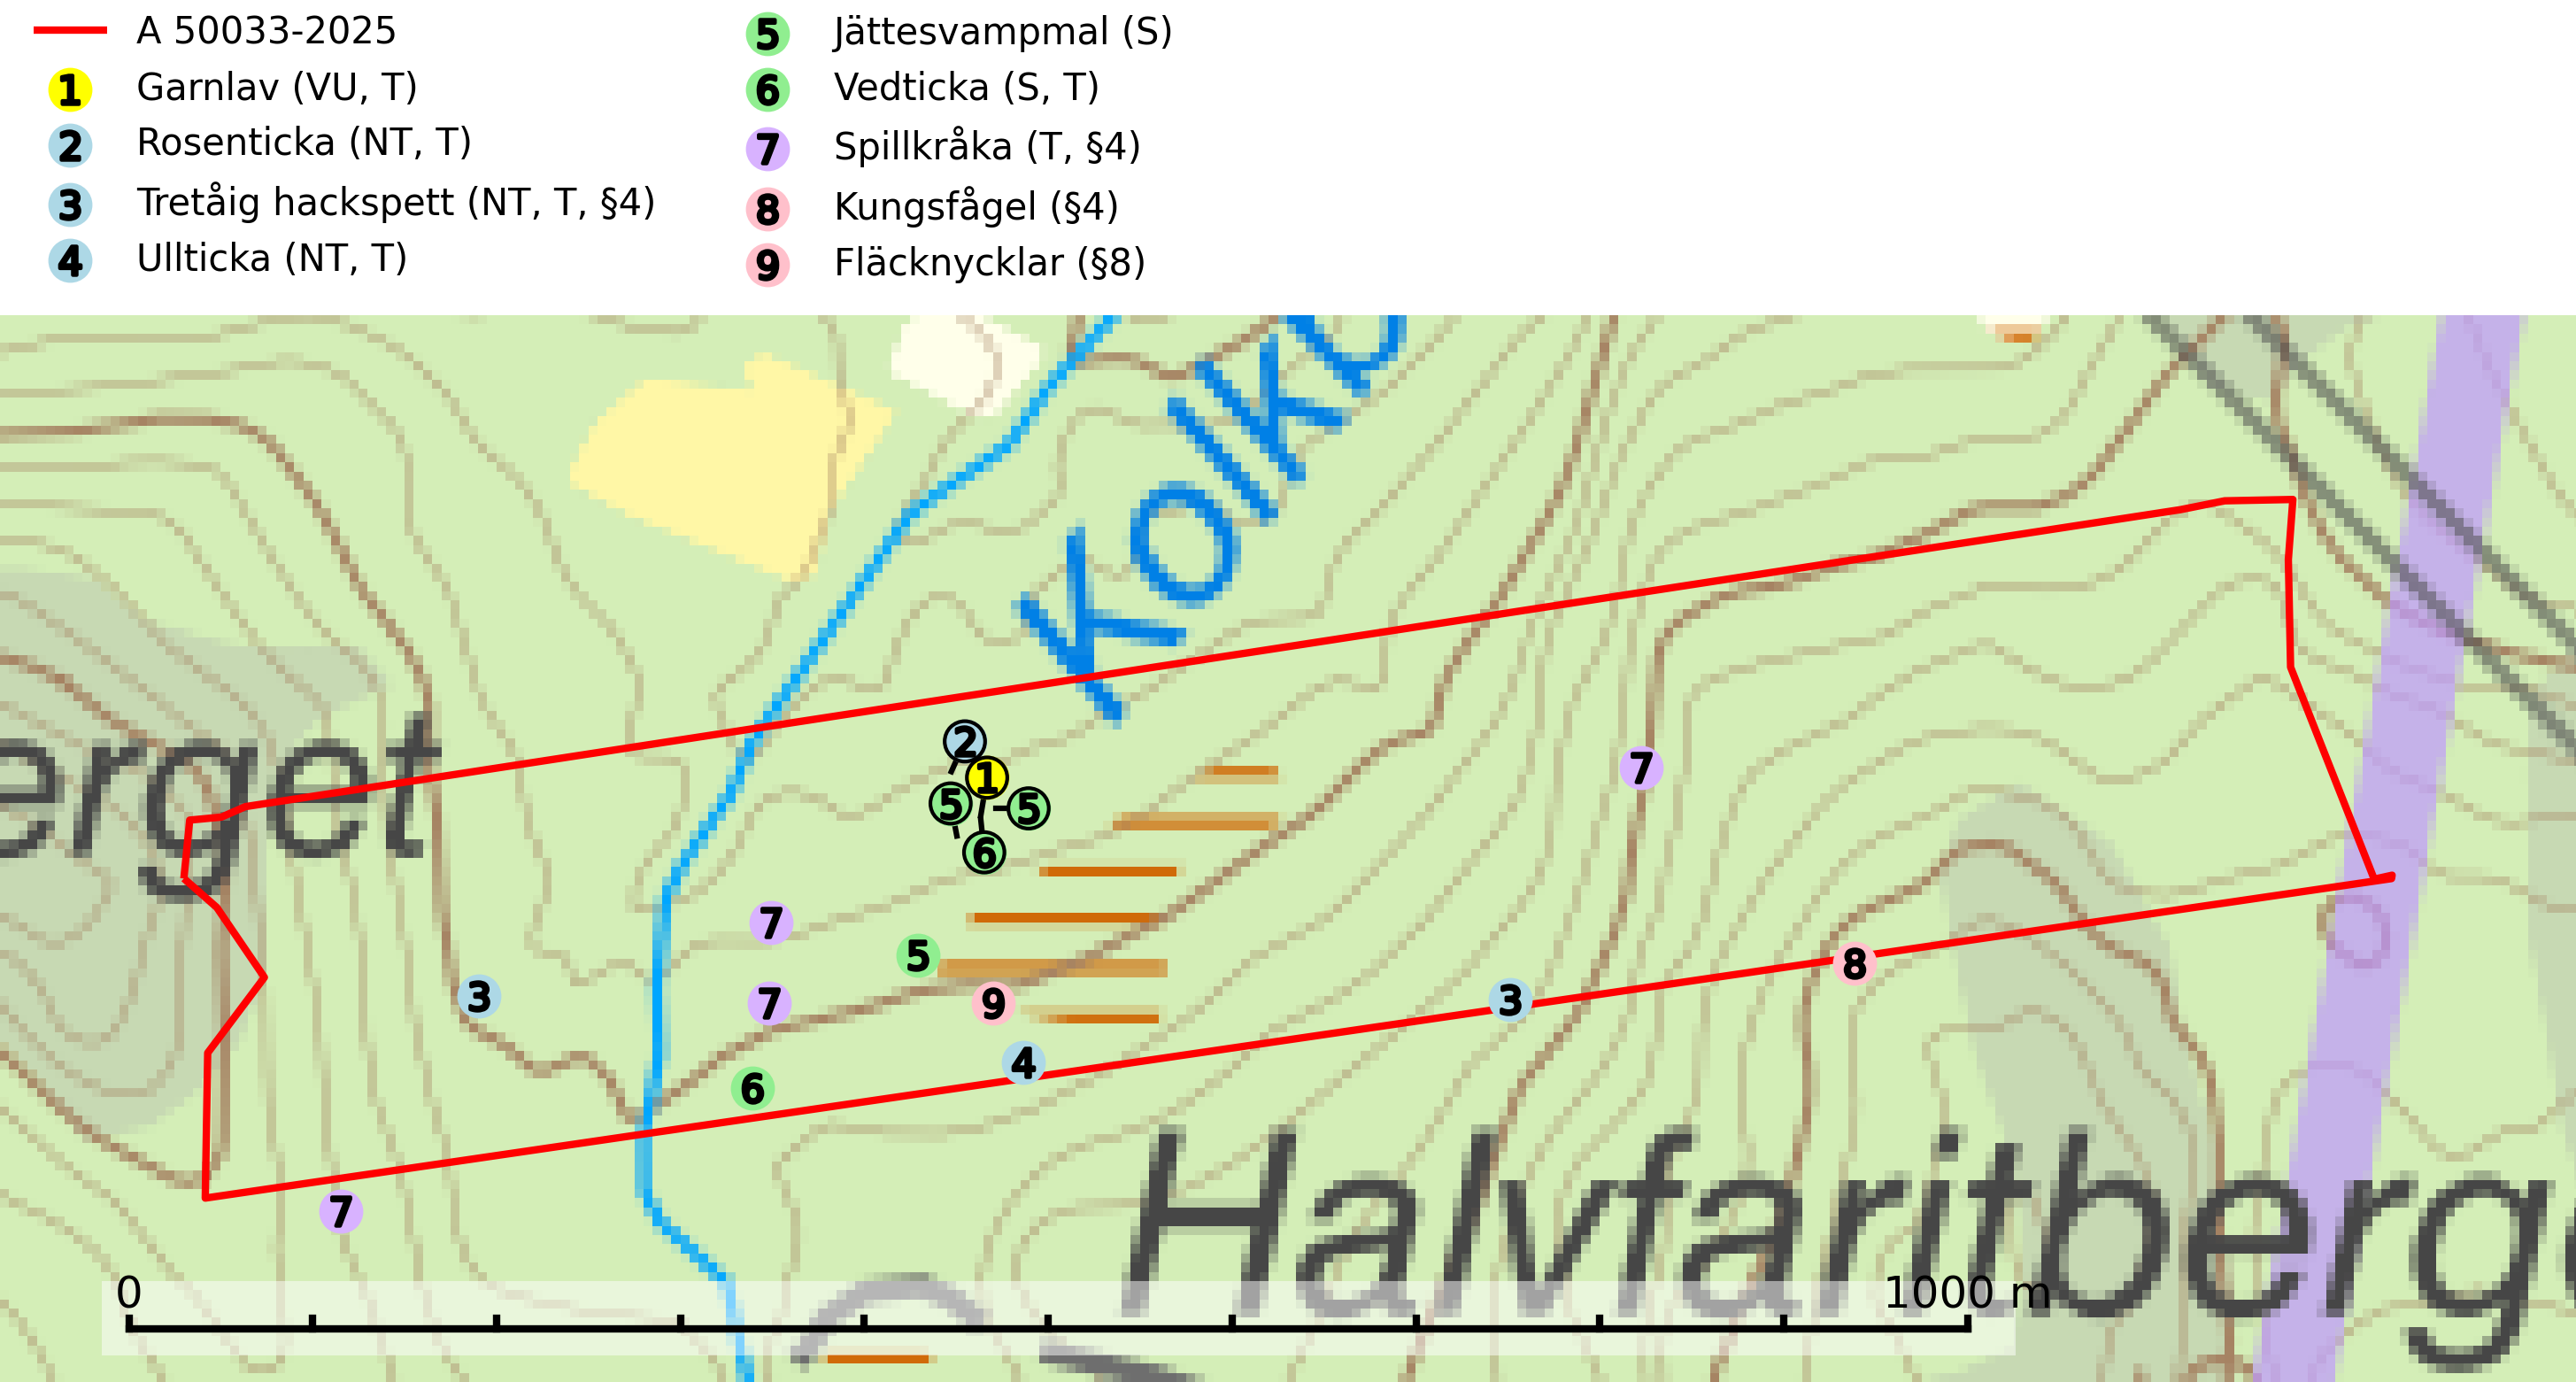 A 50033-2025
1 Garnlav (VU, T)
2 Rosenticka (NT, T)
3 Tretåig hackspett (NT, T, §4)
4 Ullticka (NT, T)
5 Jättesvampmal (S)
6 Vedticka (S, T)
7 Spillkråka (T, §4)
8 Kungsfågel (§4)
9 Fläcknycklar (§8)
Kolku
erget
2
1
5 5
6
7
7
5
3
7
9
3
8
4
6
7
Halvfaritberge
0 1000 m